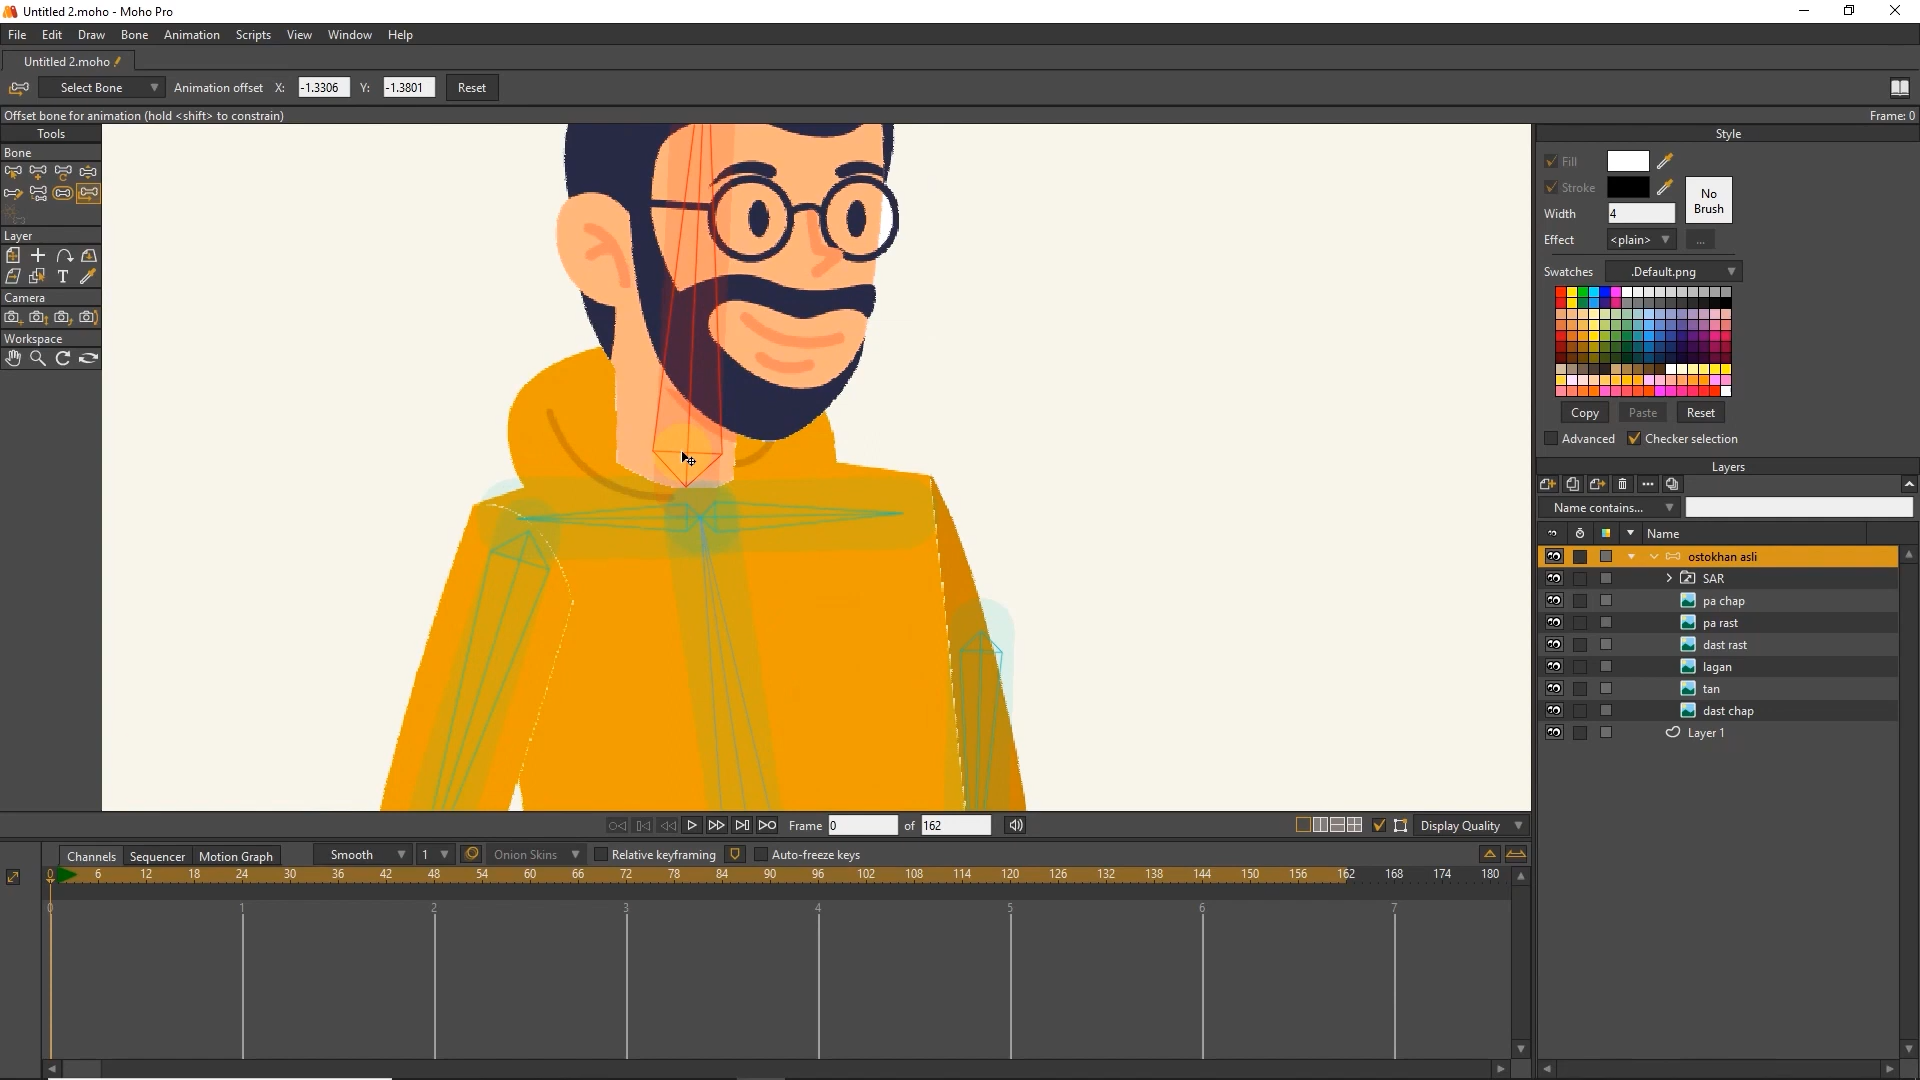 Untitled 2.moho - Moho Pro
File Edit Draw Bone Animation Scripts View Window Help
Untitled 2.moho
Select Bone Animation offset X: -1.3306 Y: -1.3801 Reset
Offset bone for animation (hold <shift> to constrain) Frame: 0
Tools
Bone
Layer
T
Camera
Workspace
Style
Fill
Stroke
No
Brush
Width 4
Effect <plain> ...
Swatches .Default.png
Copy Paste Reset
Advanced Checker selection
Layers
Name contains...
Name
ostokhan asli
SAR
pa chap
pa rast
dast rast
lagan
tan
dast chap
Layer 1
Frame 0 of 162 Display Quality
Channels Sequencer Motion Graph Smooth 1 Onion Skins Relative keyframing Auto-freeze keys
0 6 12 18 24 30 36 42 48 54 60 66 72 78 84 90 96 102 108 114 120 126 132 138 144 150 156 162 168 174 180
0 1 2 3 4 5 6 7